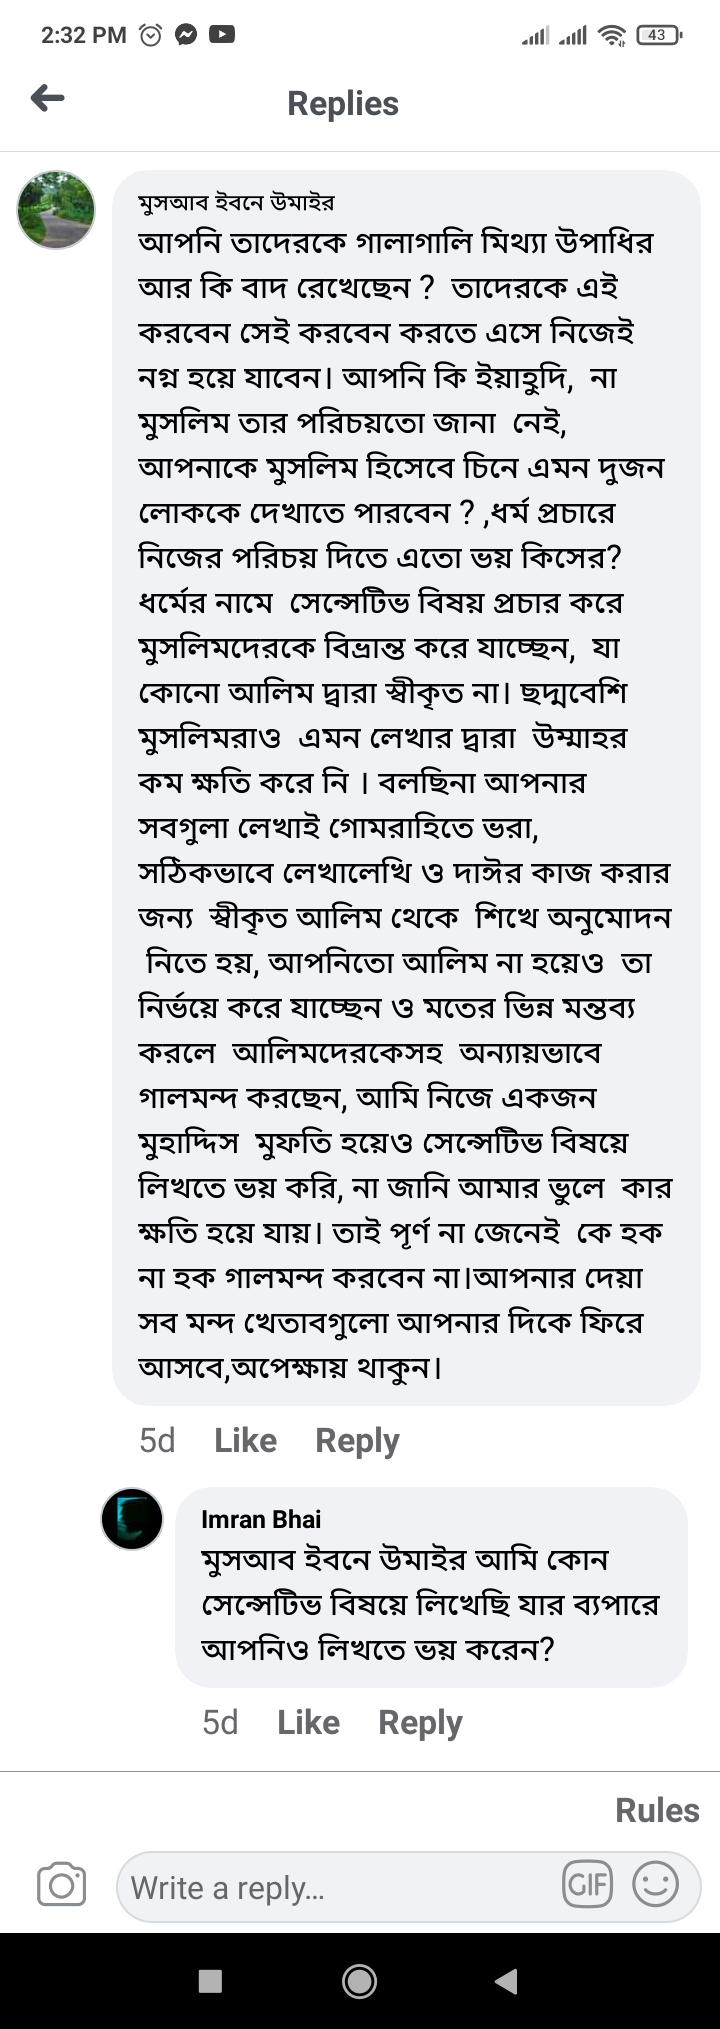 2:32 PM
43
Replies
মুসআব ইবনে উমাইর
আপনি তাদেরকে গালাগালি মিথ্যা উপাধির
আর কি বাদ রেখেছেন ? তাদেরকে এই
করবেন সেই করবেন করতে এসে নিজেই
নগ্ন হয়ে যাবেন। আপনি কি ইয়াহুদি, না
মুসলিম তার পরিচয়তো জানা নেই,
আপনাকে মুসলিম হিসেবে চিনে এমন দুজন
লোককে দেখাতে পারবেন ? ,ধর্ম প্রচারে
নিজের পরিচয় দিতে এতো ভয় কিসের?
ধর্মের নামে সেন্সেটিভ বিষয় প্রচার করে
মুসলিমদেরকে বিভ্রান্ত করে যাচ্ছেন, যা
কোনো আলিম দ্বারা স্বীকৃত না। ছদ্মবেশি
মুসলিমরাও এমন লেখার দ্বারা উম্মাহর
কম ক্ষতি করে নি । বলছিনা আপনার
সবগুলা লেখাই গোমরাহিতে ভরা,
সঠিকভাবে লেখালেখি ও দাঈর কাজ করার
জন্য স্বীকৃত আলিম থেকে শিখে অনুমোদন
নিতে হয়, আপনিতো আলিম না হয়েও তা
নির্ভয়ে করে যাচ্ছেন ও মতের ভিন্ন মন্তব্য
করলে আলিমদেরকেসহ অন্যায়ভাবে
গালমন্দ করছেন, আমি নিজে একজন
মুহাদ্দিস মুফতি হয়েও সেন্সেটিভ বিষয়ে
লিখতে ভয় করি, না জানি আমার ভুলে কার
ক্ষতি হয়ে যায়। তাই পূর্ণ না জেনেই কে হক
না হক গালমন্দ করবেন না।আপনার দেয়া
সব মন্দ খেতাবগুলো আপনার দিকে ফিরে
আসবে,অপেক্ষায় থাকুন।
5d Like Reply
Imran Bhai
মুসআব ইবনে উমাইর আমি কোন
সেন্সেটিভ বিষয়ে লিখেছি যার ব্যপারে
আপনিও লিখতে ভয় করেন?
5d Like Reply
Rules
Write a reply...
GIF